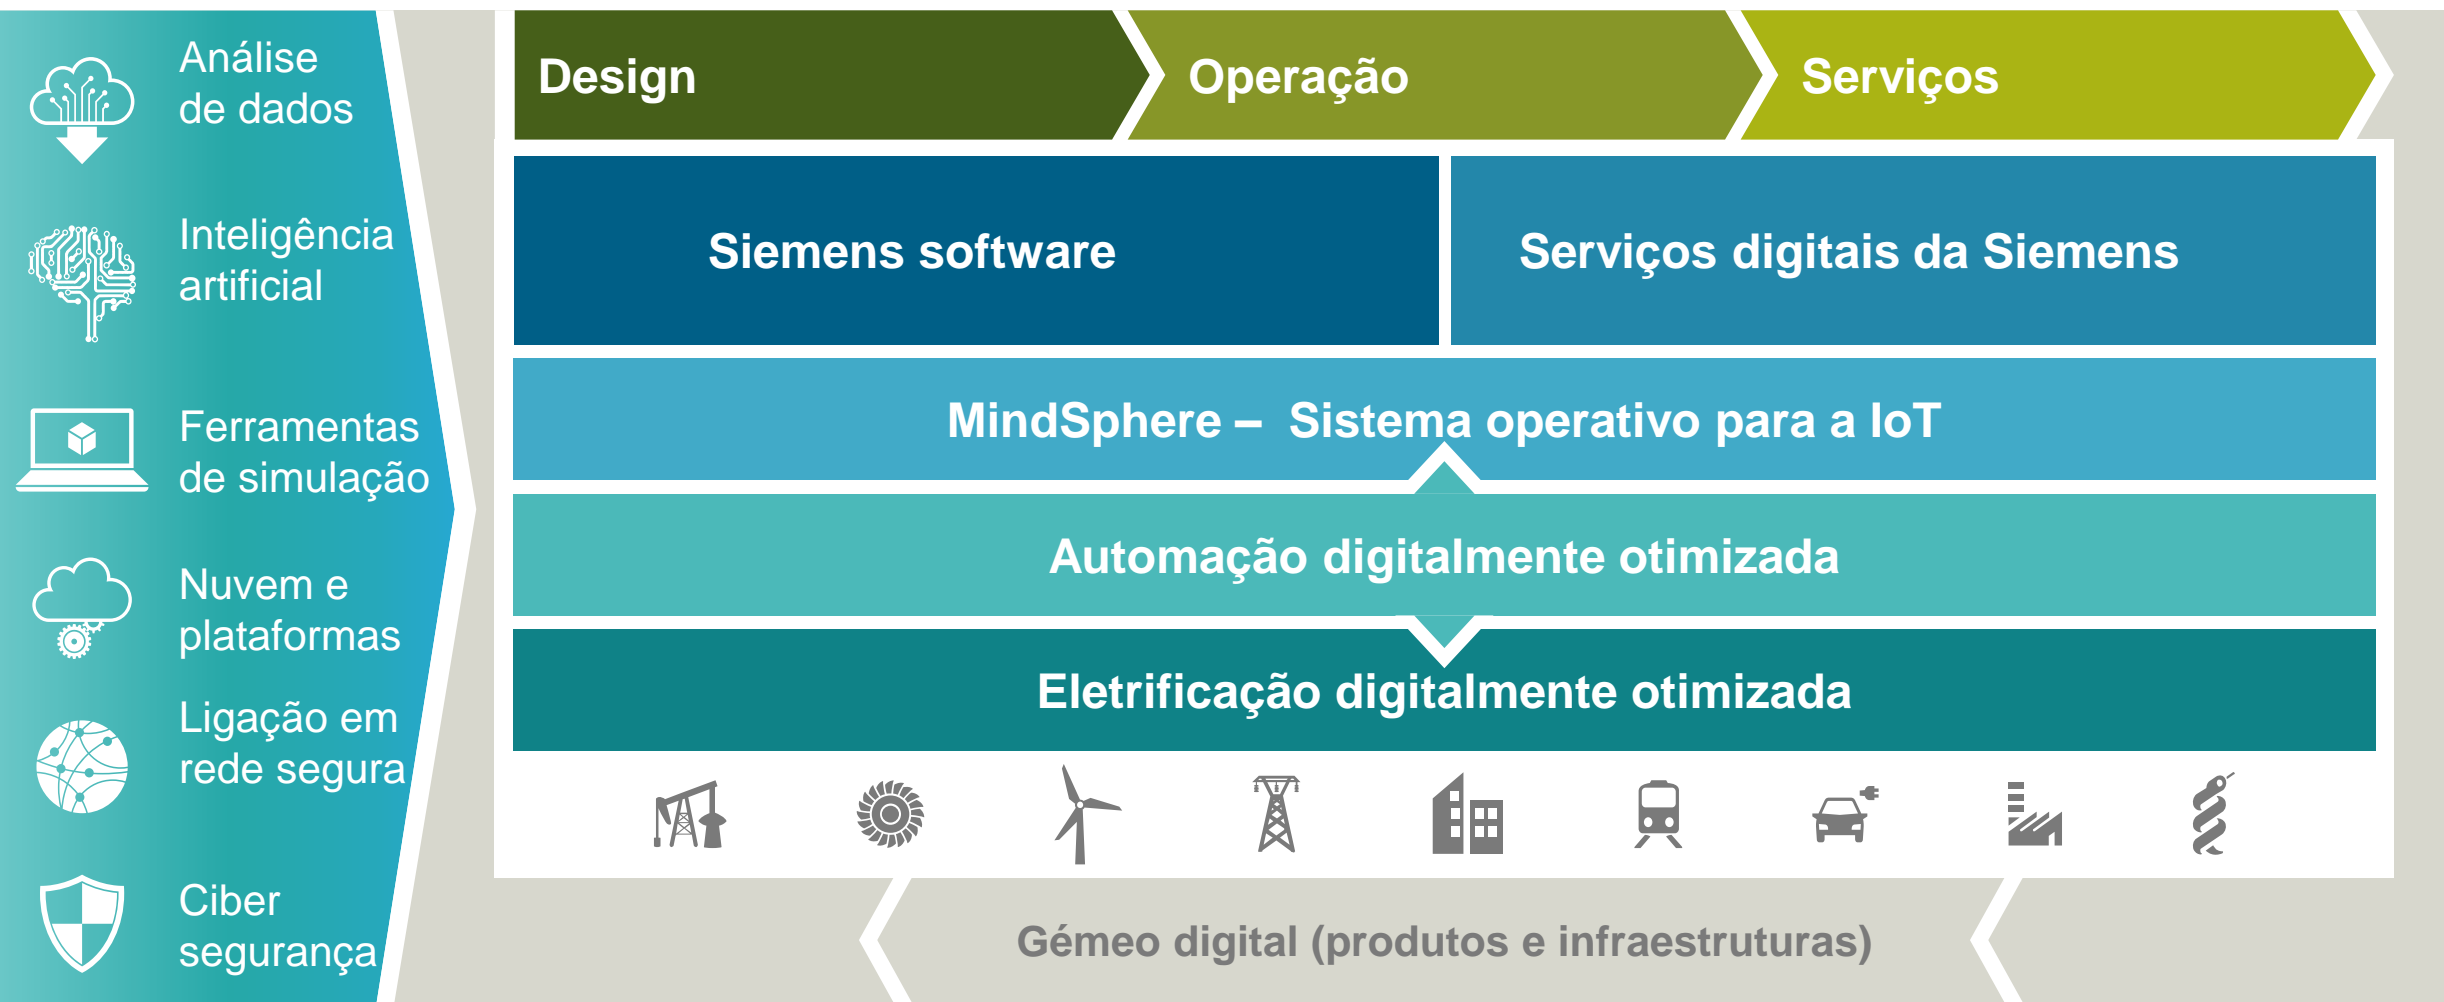 Análise
de dados
Inteligência
artificial
Ferramentas
de simulação
Nuvem e
plataformas
Ligação em
rede segura
Ciber
segurança
Design
Operação
Serviços
Siemens software
Serviços digitais da Siemens
MindSphere – Sistema operativo para a IoT
Automação digitalmente otimizada
Eletrificação digitalmente otimizada
Gémeo digital (produtos e infraestruturas)